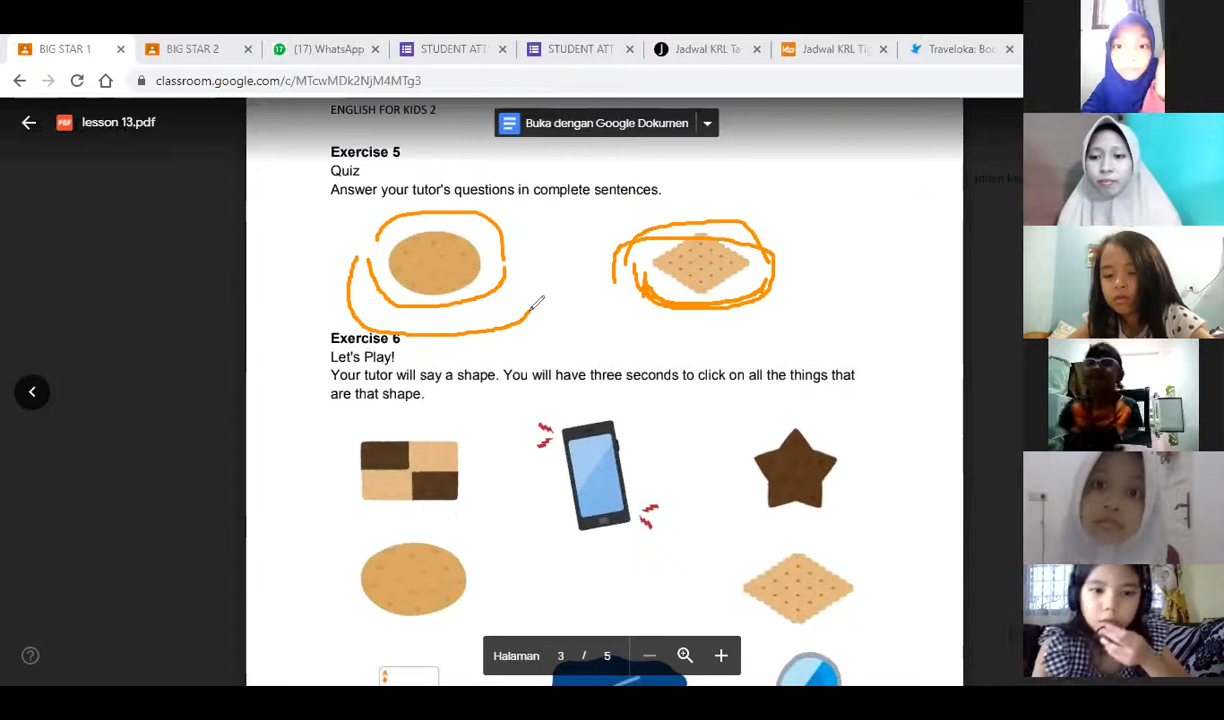 BIG STAR 1
BIG STAR 2
(17) WhatsApp
STUDENT ATT
STUDENT ATT
Jadwal KRL Ta
Jadwal KRL Tig
Traveloka: Boo
classroom.google.com/c/MTcwMDk2NjM4MTg3
lesson 13.pdf
Buka dengan Google Dokumen
ENGLISH FOR KIDS 2
Exercise 5
Quiz
Answer your tutor's questions in complete sentences.
Exercise 6
Let's Play!
Your tutor will say a shape. You will have three seconds to click on all the things that
are that shape.
Halaman 3 / 5